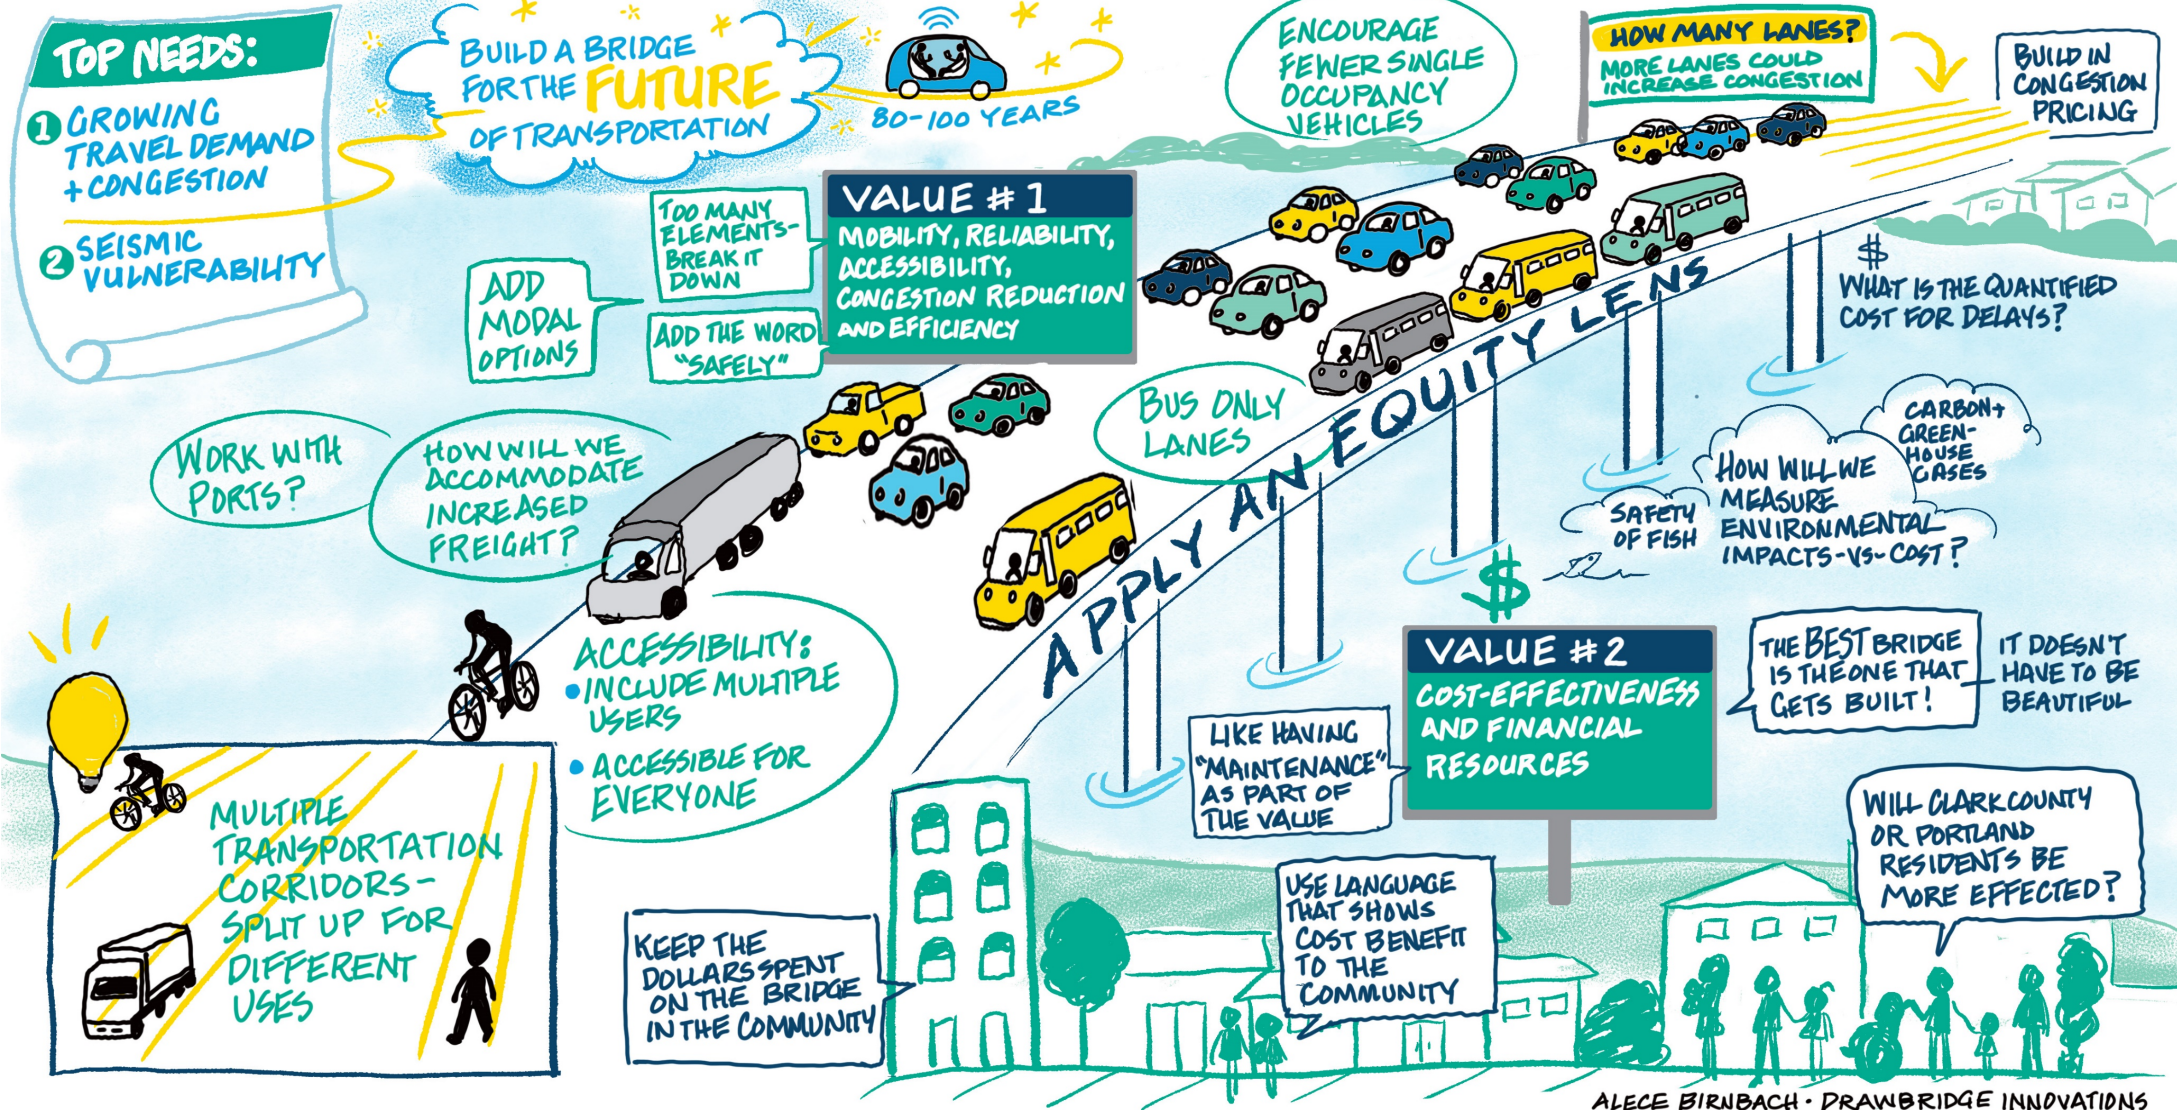 TOP NEEDS:
1 GROWING
TRAVEL DEMAND
+ CONGESTION
2 SEISMIC
VULNERABILITY
BUILD A BRIDGE
FOR THE FUTURE
OF TRANSPORTATION
80-100 YEARS
ENCOURAGE
FEWER SINGLE
OCCUPANCY
VEHICLES
HOW MANY LANES?
MORE LANES COULD
INCREASE CONGESTION
BUILD IN
CONGESTION
PRICING
VALUE #1
MOBILITY, RELIABILITY,
ACCESSIBILITY,
CONGESTION REDUCTION
AND EFFICIENCY
TOO MANY
ELEMENTS-
BREAK IT
DOWN
ADD
MODAL
OPTIONS
ADD THE WORD
"SAFELY"
$
WHAT IS THE QUANTIFIED
COST FOR DELAYS?
WORK WITH
PORTS?
HOW WILL WE
ACCOMMODATE
INCREASED
FREIGHT?
BUS ONLY
LANES
APPLY AN EQUITY LENS
CARBON +
GREEN-
HOUSE
GASES
HOW WILL WE
MEASURE
ENVIRONMENTAL
IMPACTS -VS- COST?
SAFETY
OF FISH
$
ACCESSIBILITY:
• INCLUDE MULTIPLE
USERS
• ACCESSIBLE FOR
EVERYONE
VALUE #2
COST-EFFECTIVENESS
AND FINANCIAL
RESOURCES
THE BEST BRIDGE
IS THE ONE THAT
GETS BUILT!
IT DOESN'T
HAVE TO BE
BEAUTIFUL
LIKE HAVING
"MAINTENANCE"
AS PART OF
THE VALUE
MULTIPLE
TRANSPORTATION
CORRIDORS-
SPLIT UP FOR
DIFFERENT
USES
KEEP THE
DOLLARS SPENT
ON THE BRIDGE
IN THE COMMUNITY
USE LANGUAGE
THAT SHOWS
COST BENEFIT
TO THE
COMMUNITY
WILL CLARK COUNTY
OR PORTLAND
RESIDENTS BE
MORE EFFECTED?
ALECE BIRNBACH • DRAWBRIDGE INNOVATIONS